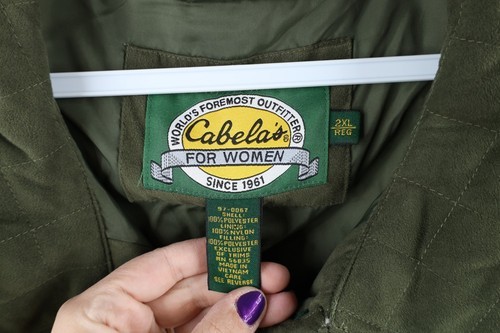 WORLD'S FOREMOST OUTFITTER®
Cabela's®
FOR WOMEN
SINCE 1961
2XL
REG
97-0067
SHELL:
100%POLYESTER
LINING:
100%NYLON
FILLING:
100%POLYESTER
EXCLUSIVE
OF TRIMS
RN 56835
MADE IN
VIETNAM
CARE
SEE REVERSE